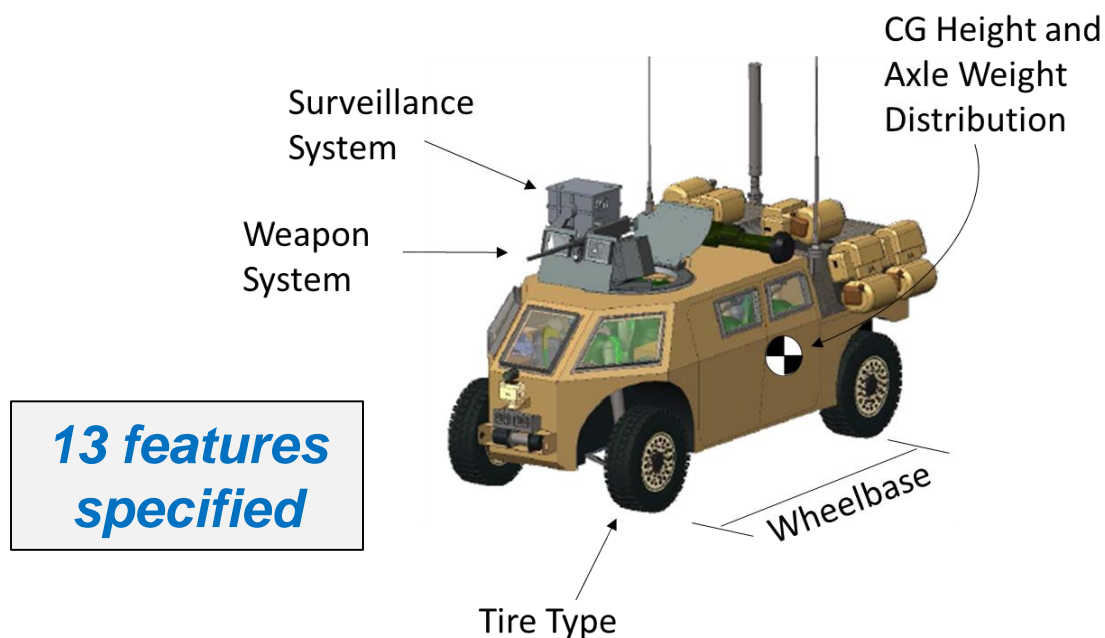 CG Height and
Axle Weight
Distribution
Surveillance
System
Weapon
System
13 features
specified
Wheelbase
Tire Type